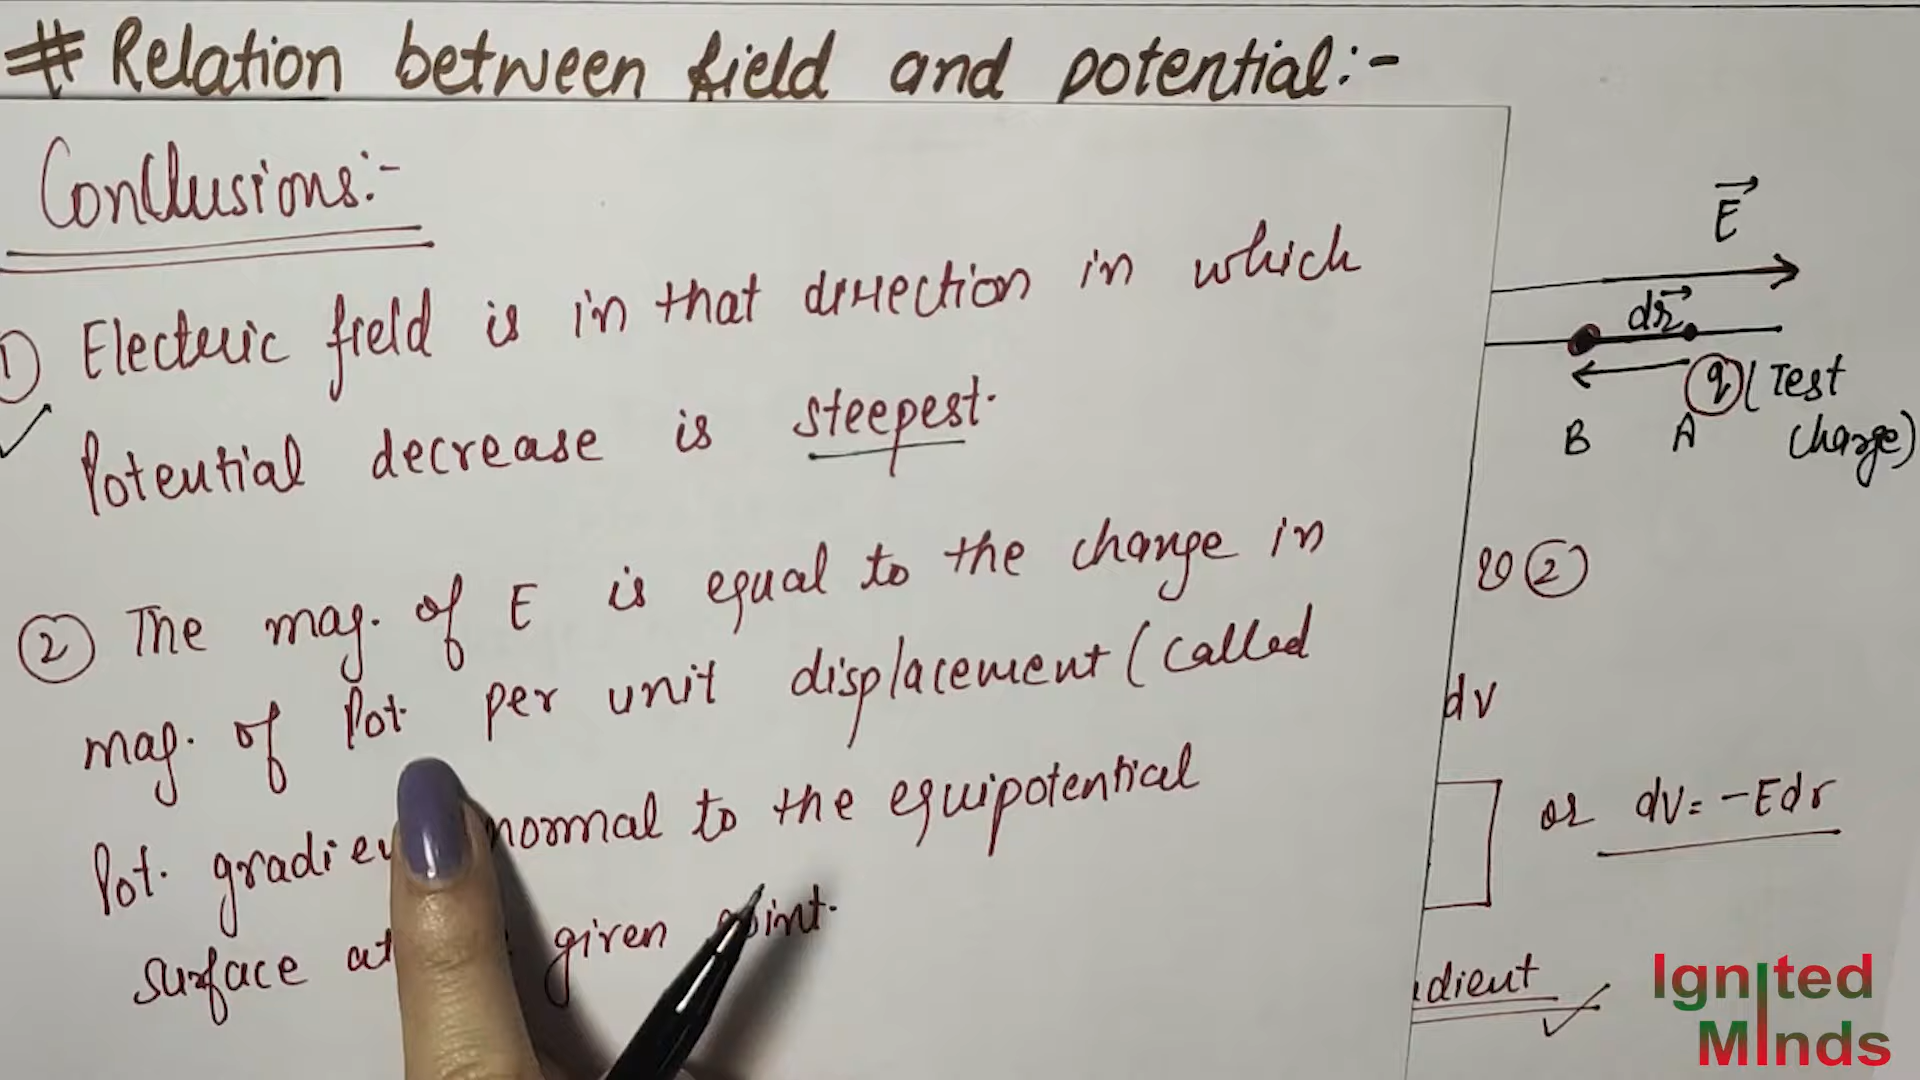 # Relation between field and potential:-
Conclusions:-
① Electric field is in that direction in which
Potential decrease is steepest.
② The mag. of E is equal to the change in
mag. of Pot. per unit displacement (called
Pot. normal to the equipotential
surface at given point.
E
dr
q (Test
charge)
B A
②
dV
or dV = -Edr
dient
Ignited
Minds